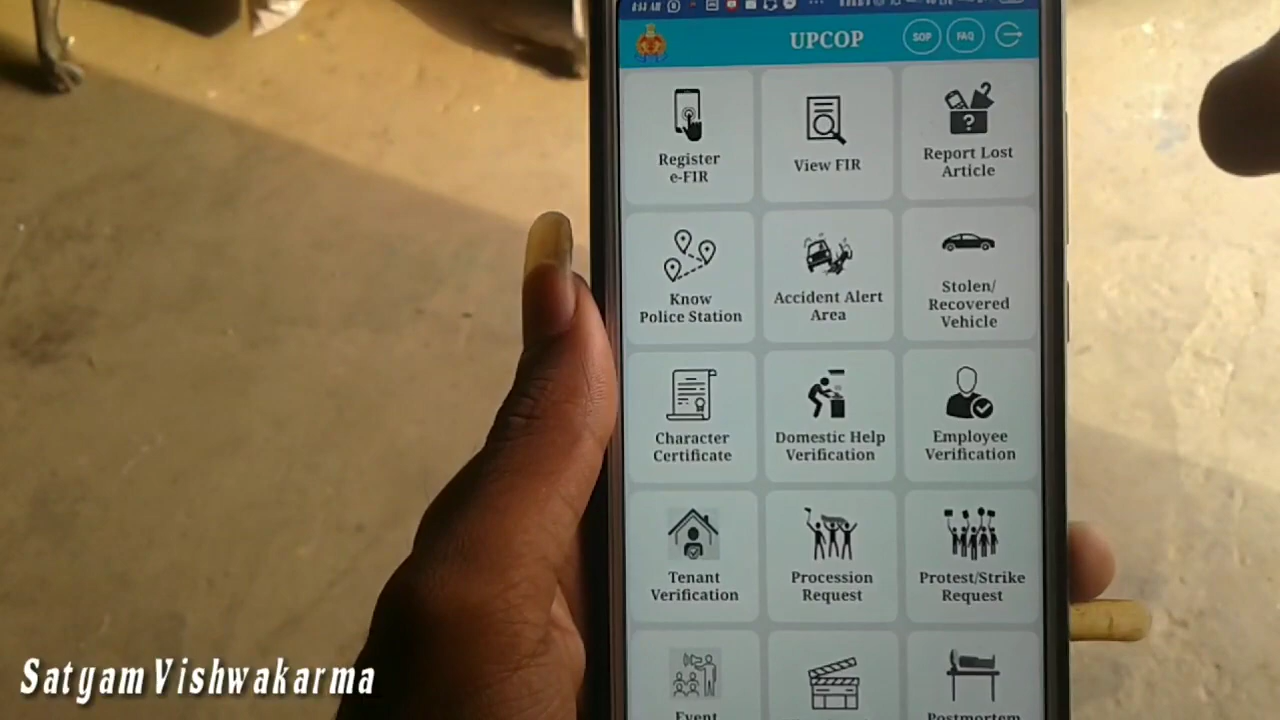 UPCOP
SOP
FAQ
Register
e-FIR
View FIR
Report Lost
Article
Know
Police Station
Accident Alert
Area
Stolen/
Recovered
Vehicle
Character
Certificate
Domestic Help
Verification
Employee
Verification
Tenant
Verification
Procession
Request
Protest/Strike
Request
Event
Postmortem
Satyam Vishwakarma